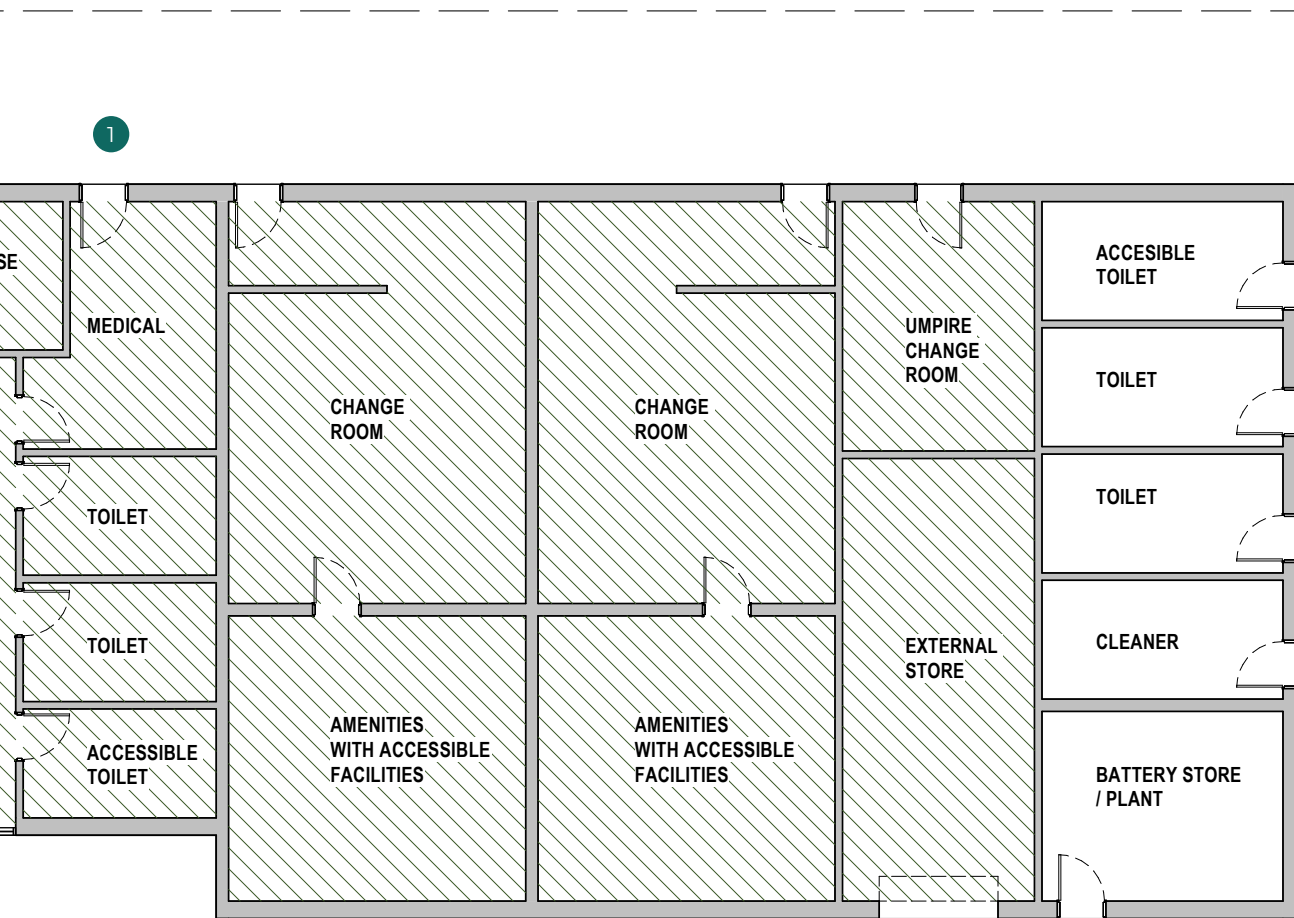 1
SE
MEDICAL
TOILET
TOILET
ACCESSIBLE
TOILET
CHANGE
ROOM
AMENITIES
WITH ACCESSIBLE
FACILITIES
CHANGE
ROOM
AMENITIES
WITH ACCESSIBLE
FACILITIES
UMPIRE
CHANGE
ROOM
EXTERNAL
STORE
ACCESIBLE
TOILET
TOILET
TOILET
CLEANER
BATTERY STORE
/ PLANT